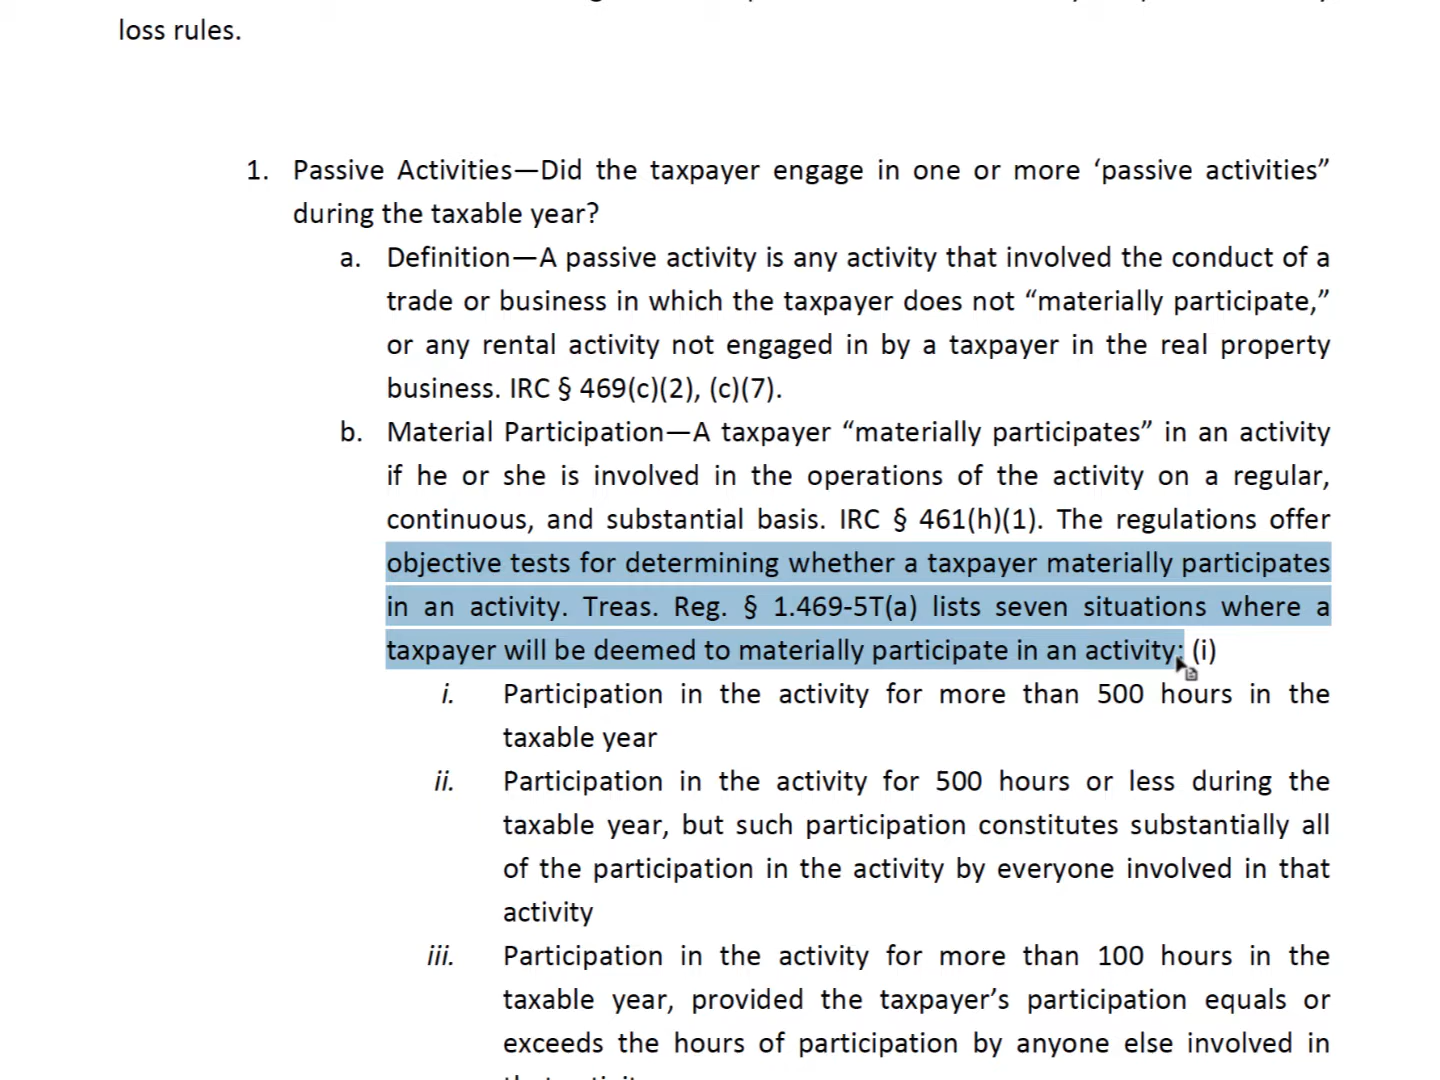 loss rules.
1. Passive Activities—Did the taxpayer engage in one or more ‘passive activities”
during the taxable year?
a. Definition—A passive activity is any activity that involved the conduct of a
trade or business in which the taxpayer does not “materially participate,”
or any rental activity not engaged in by a taxpayer in the real property
business. IRC § 469(c)(2), (c)(7).
b. Material Participation—A taxpayer “materially participates” in an activity
if he or she is involved in the operations of the activity on a regular,
continuous, and substantial basis. IRC § 461(h)(1). The regulations offer
objective tests for determining whether a taxpayer materially participates
in an activity. Treas. Reg. § 1.469-5T(a) lists seven situations where a
taxpayer will be deemed to materially participate in an activity: (i)
i. Participation in the activity for more than 500 hours in the
taxable year
ii. Participation in the activity for 500 hours or less during the
taxable year, but such participation constitutes substantially all
of the participation in the activity by everyone involved in that
activity
iii. Participation in the activity for more than 100 hours in the
taxable year, provided the taxpayer’s participation equals or
exceeds the hours of participation by anyone else involved in